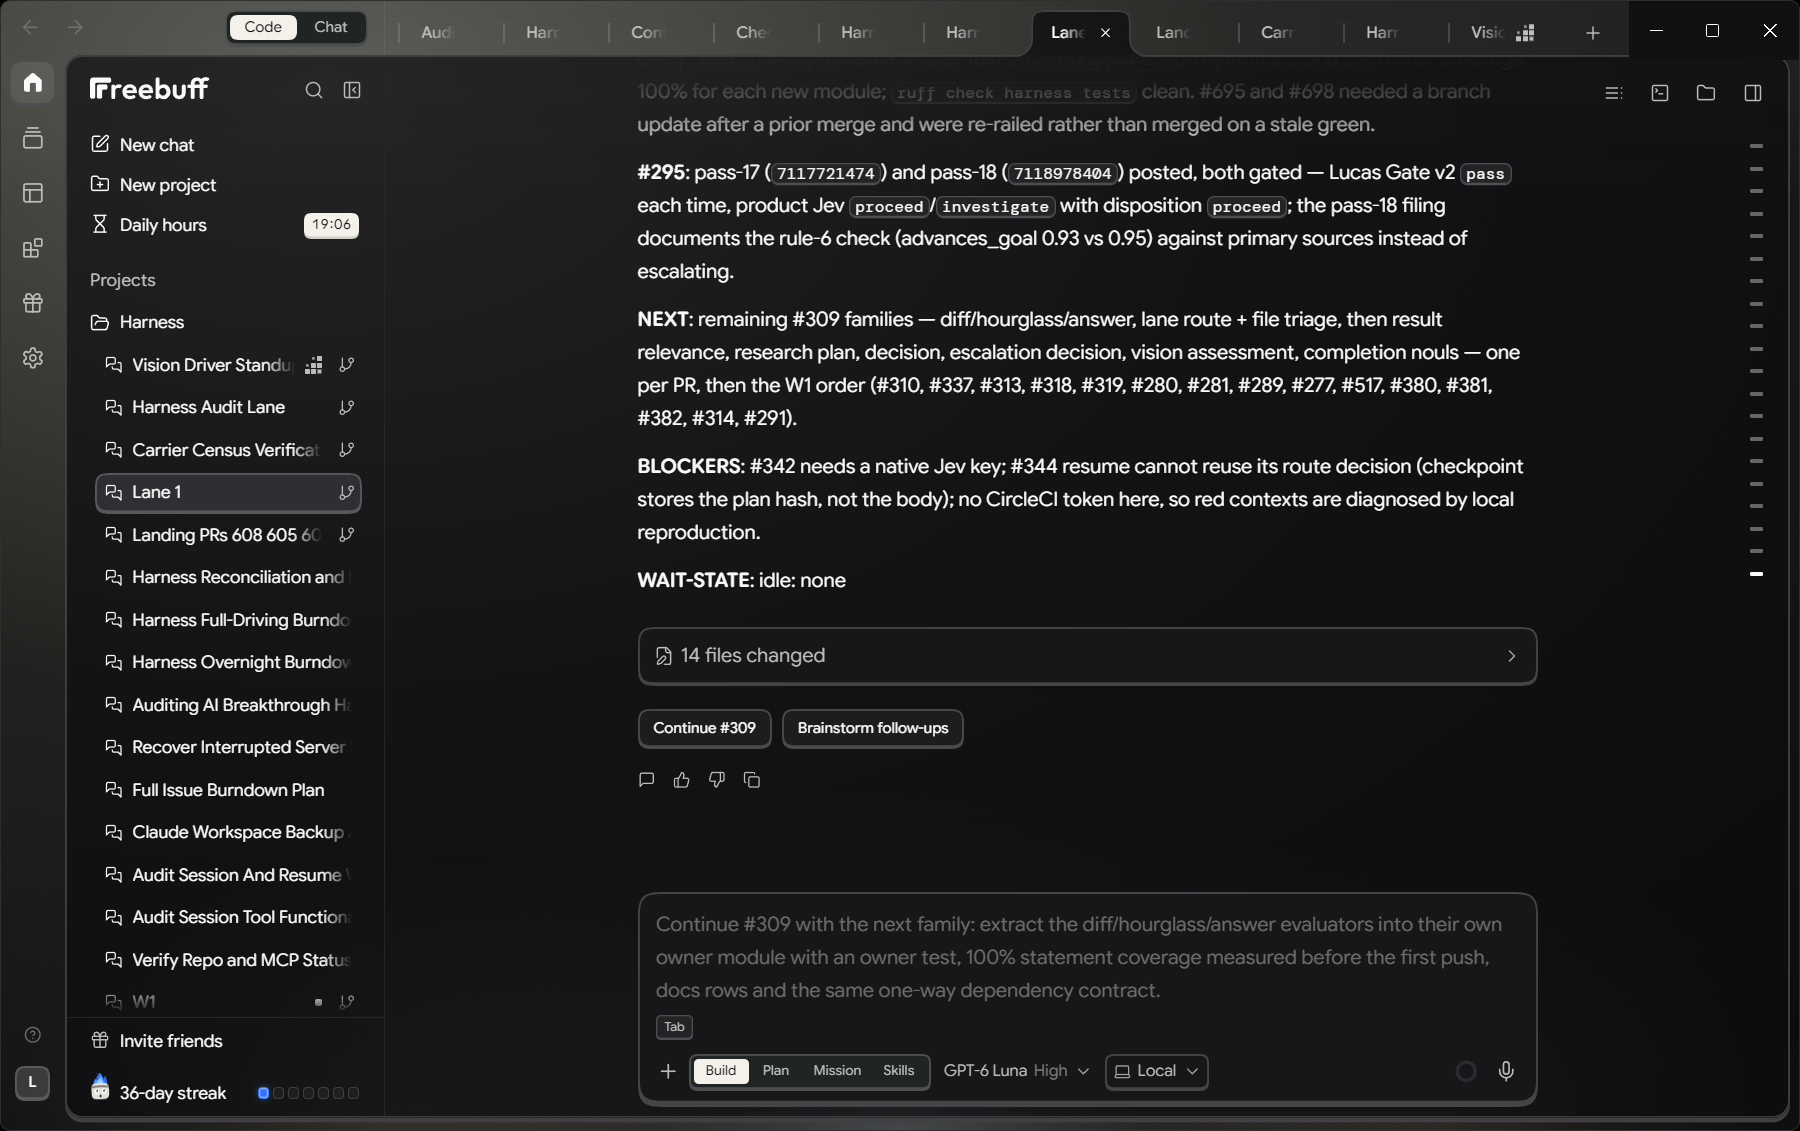 Code
Chat
Lane
Freebuff
New chat
New project
Daily hours
19:06
Projects
Harness
Vision Driver Standu
Harness Audit Lane
Carrier Census Verificat
Lane 1
Landing PRs 608 605 60
Harness Reconciliation and
Harness Full-Driving Burndo
Harness Overnight Burndow
Auditing AI Breakthrough Ha
Recover Interrupted Server
Full Issue Burndown Plan
Claude Workspace Backup
Audit Session And Resume
Audit Session Tool Function
Verify Repo and MCP Status
W1
Invite friends
36-day streak
L
100% for each new module; ruff check harness tests clean. #695 and #698 needed a branch
update after a prior merge and were re-railed rather than merged on a stale green.
#295: pass-17 (7117721474) and pass-18 (7118978404) posted, both gated — Lucas Gate v2 pass
each time, product Jev proceed/investigate with disposition proceed; the pass-18 filing
documents the rule-6 check (advances_goal 0.93 vs 0.95) against primary sources instead of
escalating.
NEXT: remaining #309 families — diff/hourglass/answer, lane route + file triage, then result
relevance, research plan, decision, escalation decision, vision assessment, completion nouls — one
per PR, then the W1 order (#310, #337, #313, #318, #319, #280, #281, #289, #277, #517, #380, #381,
#382, #314, #291).
BLOCKERS: #342 needs a native Jev key; #344 resume cannot reuse its route decision (checkpoint
stores the plan hash, not the body); no CircleCI token here, so red contexts are diagnosed by local
reproduction.
WAIT-STATE: idle: none
14 files changed
Continue #309
Brainstorm follow-ups
Continue #309 with the next family: extract the diff/hourglass/answer evaluators into their own
owner module with an owner test, 100% statement coverage measured before the first push,
docs rows and the same one-way dependency contract.
Tab
Build
Plan
Mission
Skills
GPT-6 Luna High
Local